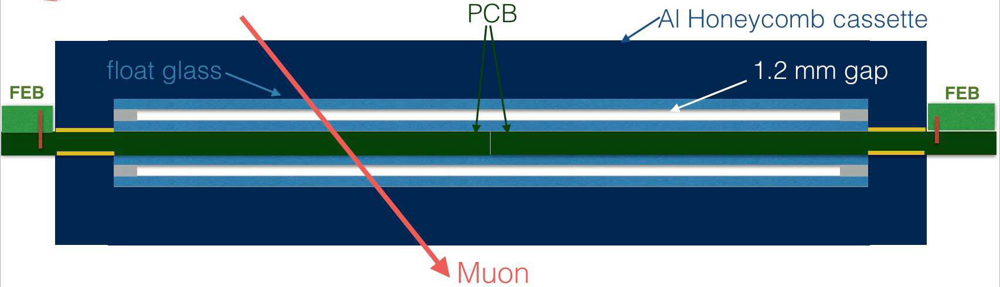 PCB
Al Honeycomb cassette
float glass
1.2 mm gap
FEB
FEB
Muon